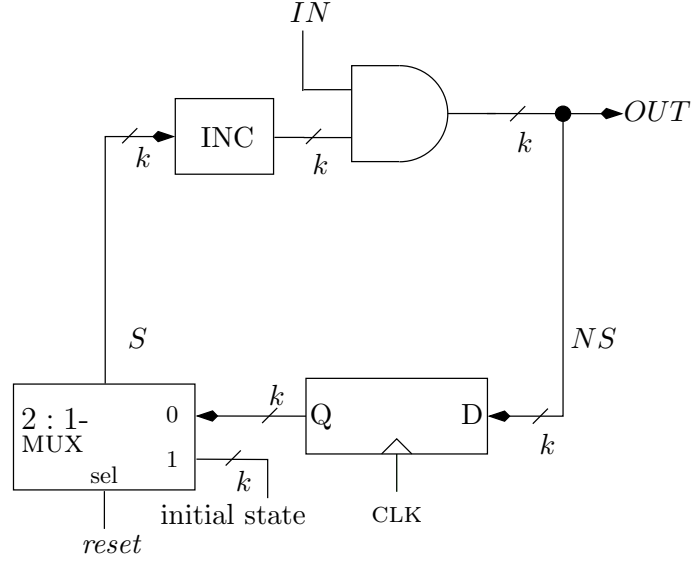 IN
OUT
INC
k
k
k
S
NS
k
2 : 1-
MUX
0
Q
D
1
k
k
sel
initial state
CLK
reset